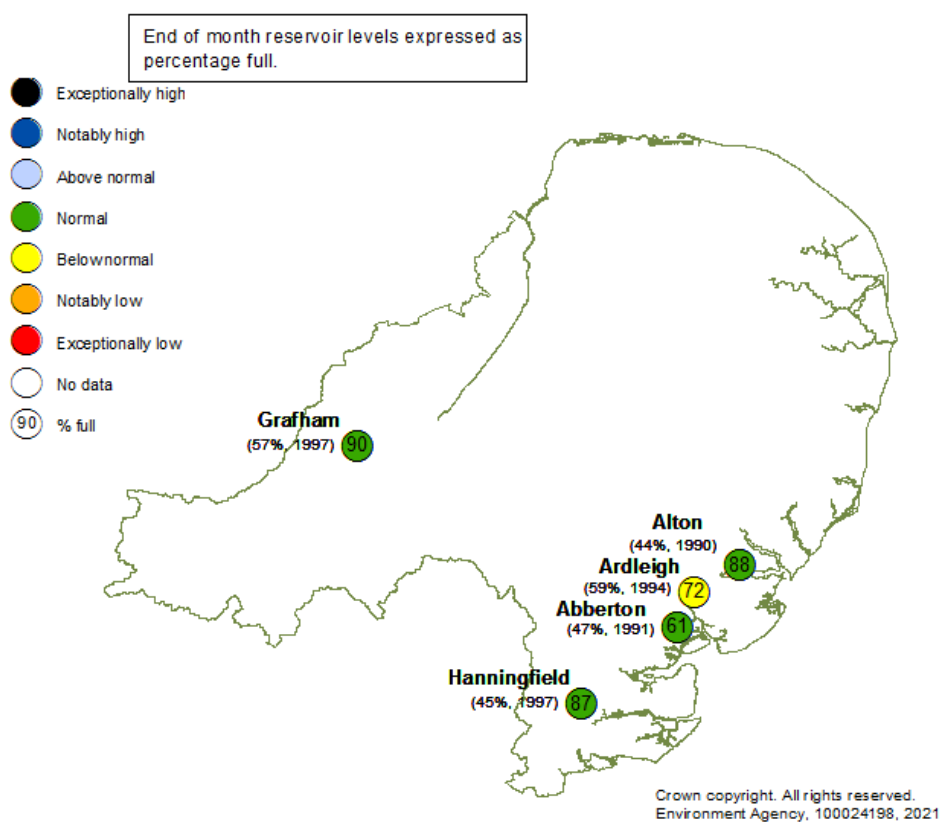 End of month reservoir levels expressed as
percentage full.
Exceptionally high
Notably high
Above normal
Normal
Below normal
Notably low
Exceptionally low
No data
90 % full
Grafham
(57%, 1997) 90
Alton
(44%, 1990) 88
Ardleigh
(59%, 1994) 72
Abberton
(47%, 1991) 61
Hanningfield
(45%, 1997) 87
Crown copyright. All rights reserved.
Environment Agency, 100024198, 2021